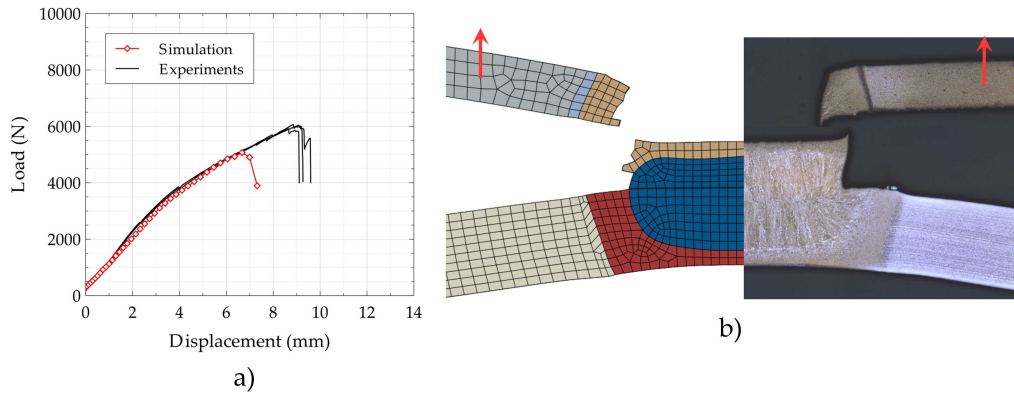 10000
8000
6000
4000
2000
0
Load (N)
Simulation
Experiments
0 2 4 6 8 10 12 14
Displacement (mm)
a)
b)